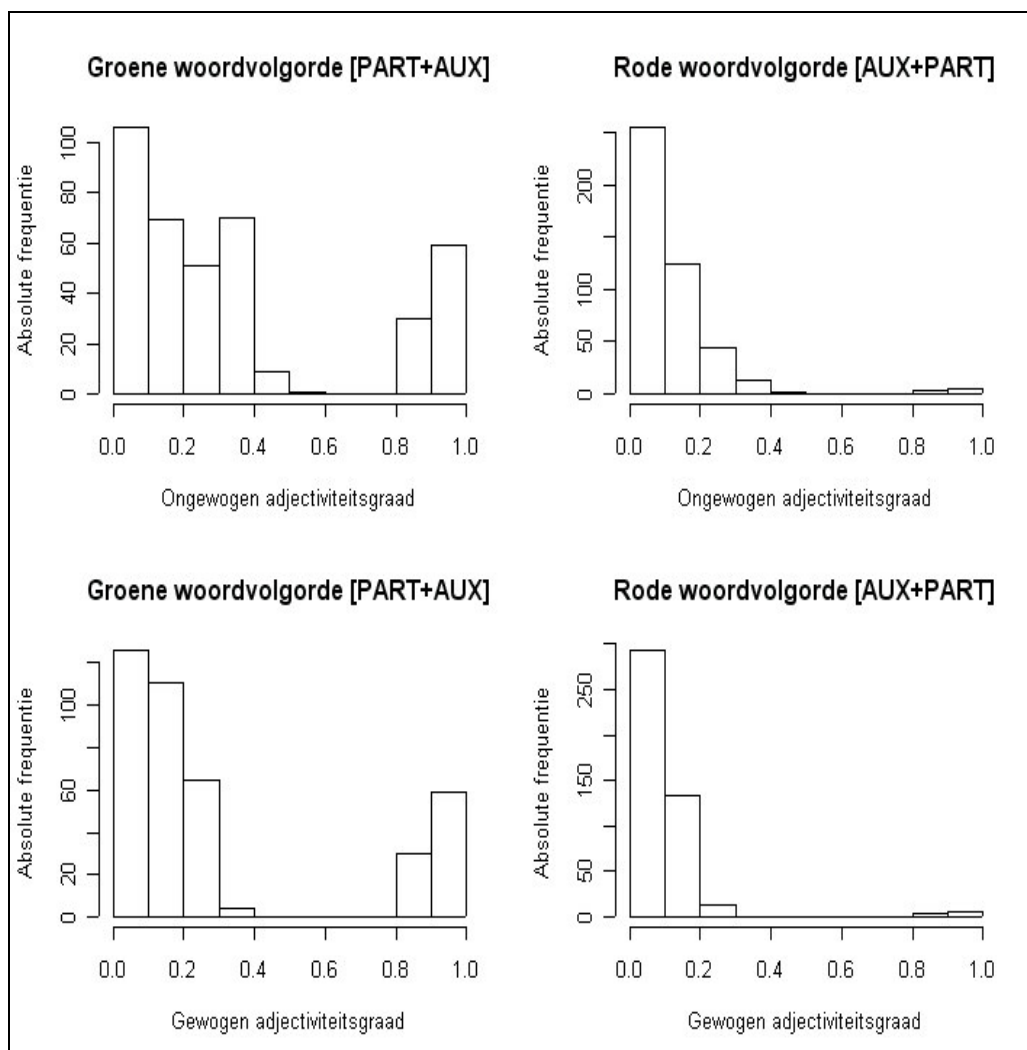 Groene woordvolgorde [PART+AUX]
Absolute frequentie
100
80
60
40
20
0
0.0 0.2 0.4 0.6 0.8 1.0
Ongewogen adjectiviteitsgraad
Rode woordvolgorde [AUX+PART]
Absolute frequentie
200
100
50
0
0.0 0.2 0.4 0.6 0.8 1.0
Ongewogen adjectiviteitsgraad
Groene woordvolgorde [PART+AUX]
Absolute frequentie
100
60
20
0
0.0 0.2 0.4 0.6 0.8 1.0
Gewogen adjectiviteitsgraad
Rode woordvolgorde [AUX+PART]
Absolute frequentie
250
150
50
0
0.0 0.2 0.4 0.6 0.8 1.0
Gewogen adjectiviteitsgraad